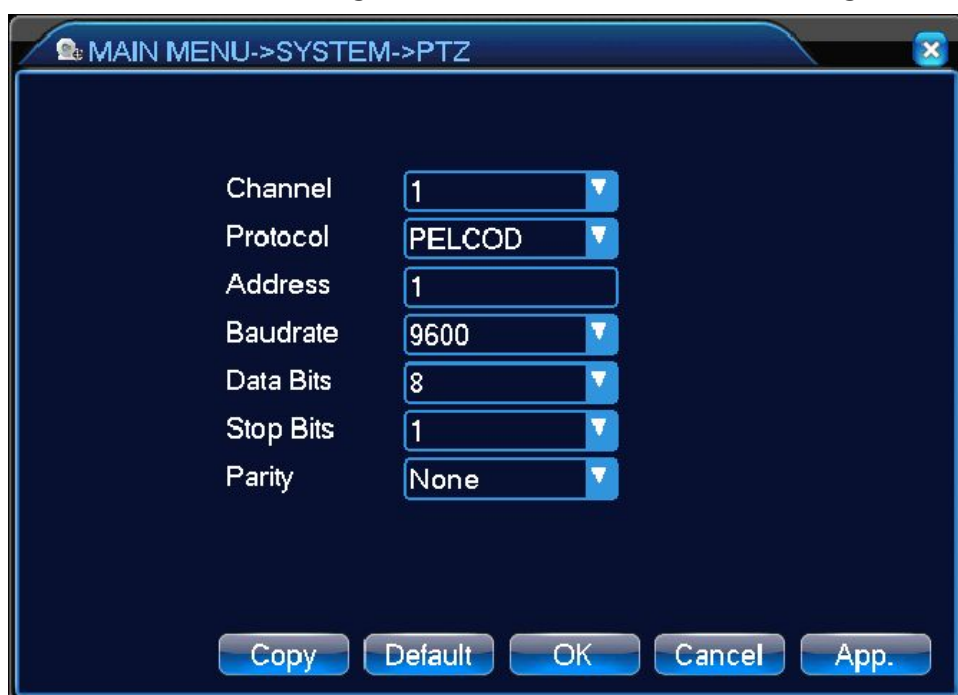 MAIN MENU->SYSTEM->PTZ
Channel 1
Protocol PELCOD
Address 1
Baudrate 9600
Data Bits 8
Stop Bits 1
Parity None
Copy Default OK Cancel App.